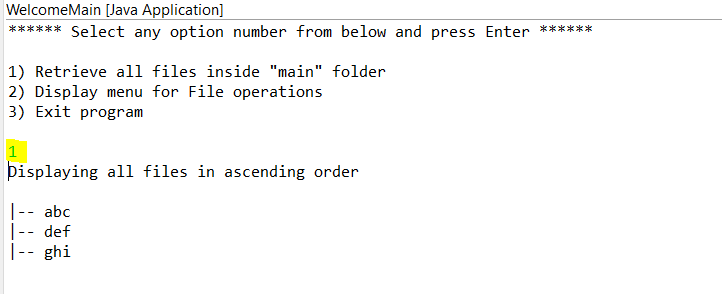 WelcomeMain [Java Application]
****** Select any option number from below and press Enter ******
1) Retrieve all files inside "main" folder
2) Display menu for File operations
3) Exit program
1
Displaying all files in ascending order
|-- abc
|-- def
|-- ghi